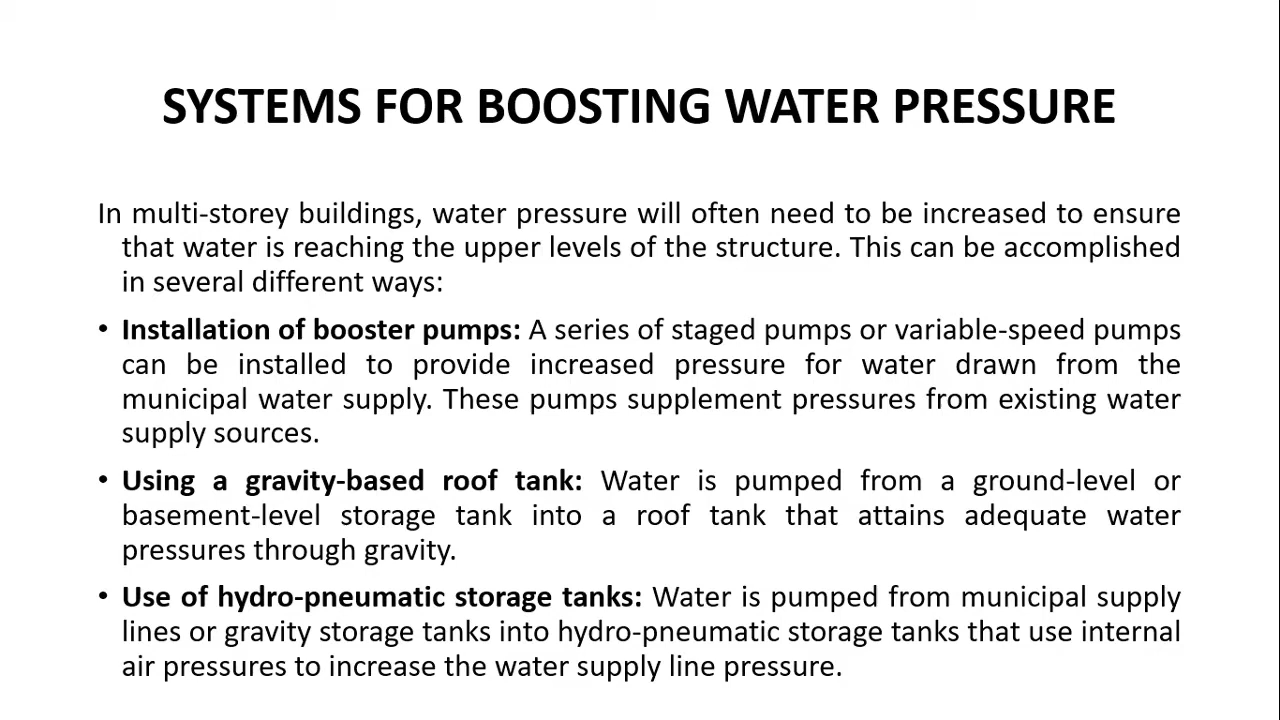 SYSTEMS FOR BOOSTING WATER PRESSURE
In multi-storey buildings, water pressure will often need to be increased to ensure
that water is reaching the upper levels of the structure. This can be accomplished
in several different ways:
• Installation of booster pumps: A series of staged pumps or variable-speed pumps
can be installed to provide increased pressure for water drawn from the
municipal water supply. These pumps supplement pressures from existing water
supply sources.
• Using a gravity-based roof tank: Water is pumped from a ground-level or
basement-level storage tank into a roof tank that attains adequate water
pressures through gravity.
• Use of hydro-pneumatic storage tanks: Water is pumped from municipal supply
lines or gravity storage tanks into hydro-pneumatic storage tanks that use internal
air pressures to increase the water supply line pressure.